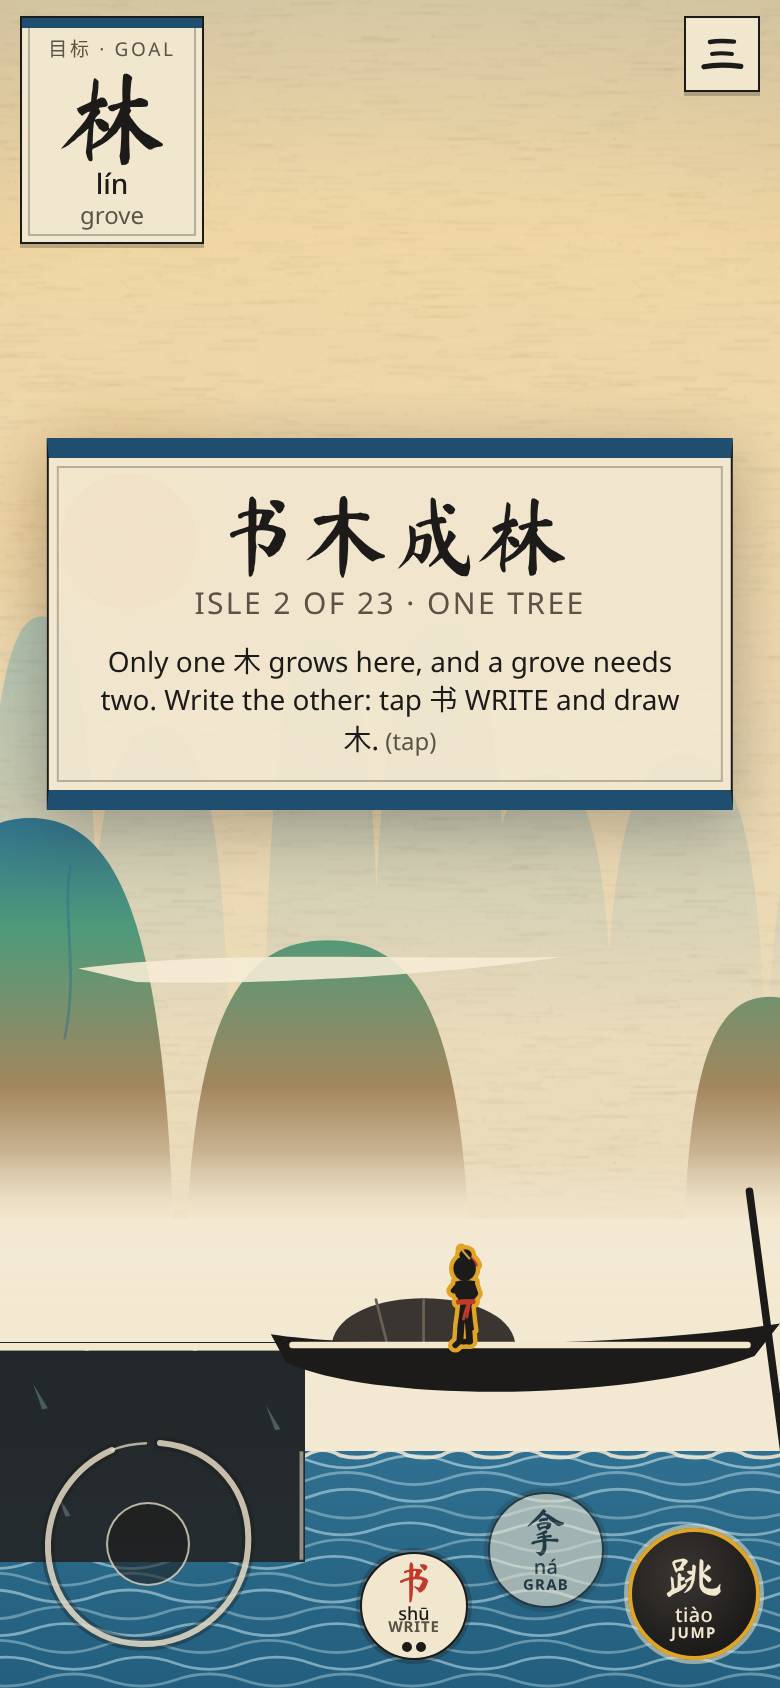 目标 · GOAL
林
lín
grove
三
书木成林
ISLE 2 OF 23 · ONE TREE
Only one 木 grows here, and a grove needs
two. Write the other: tap 书 WRITE and draw
木. (tap)
拿
ná
GRAB
书
shū
WRITE
跳
tiào
JUMP